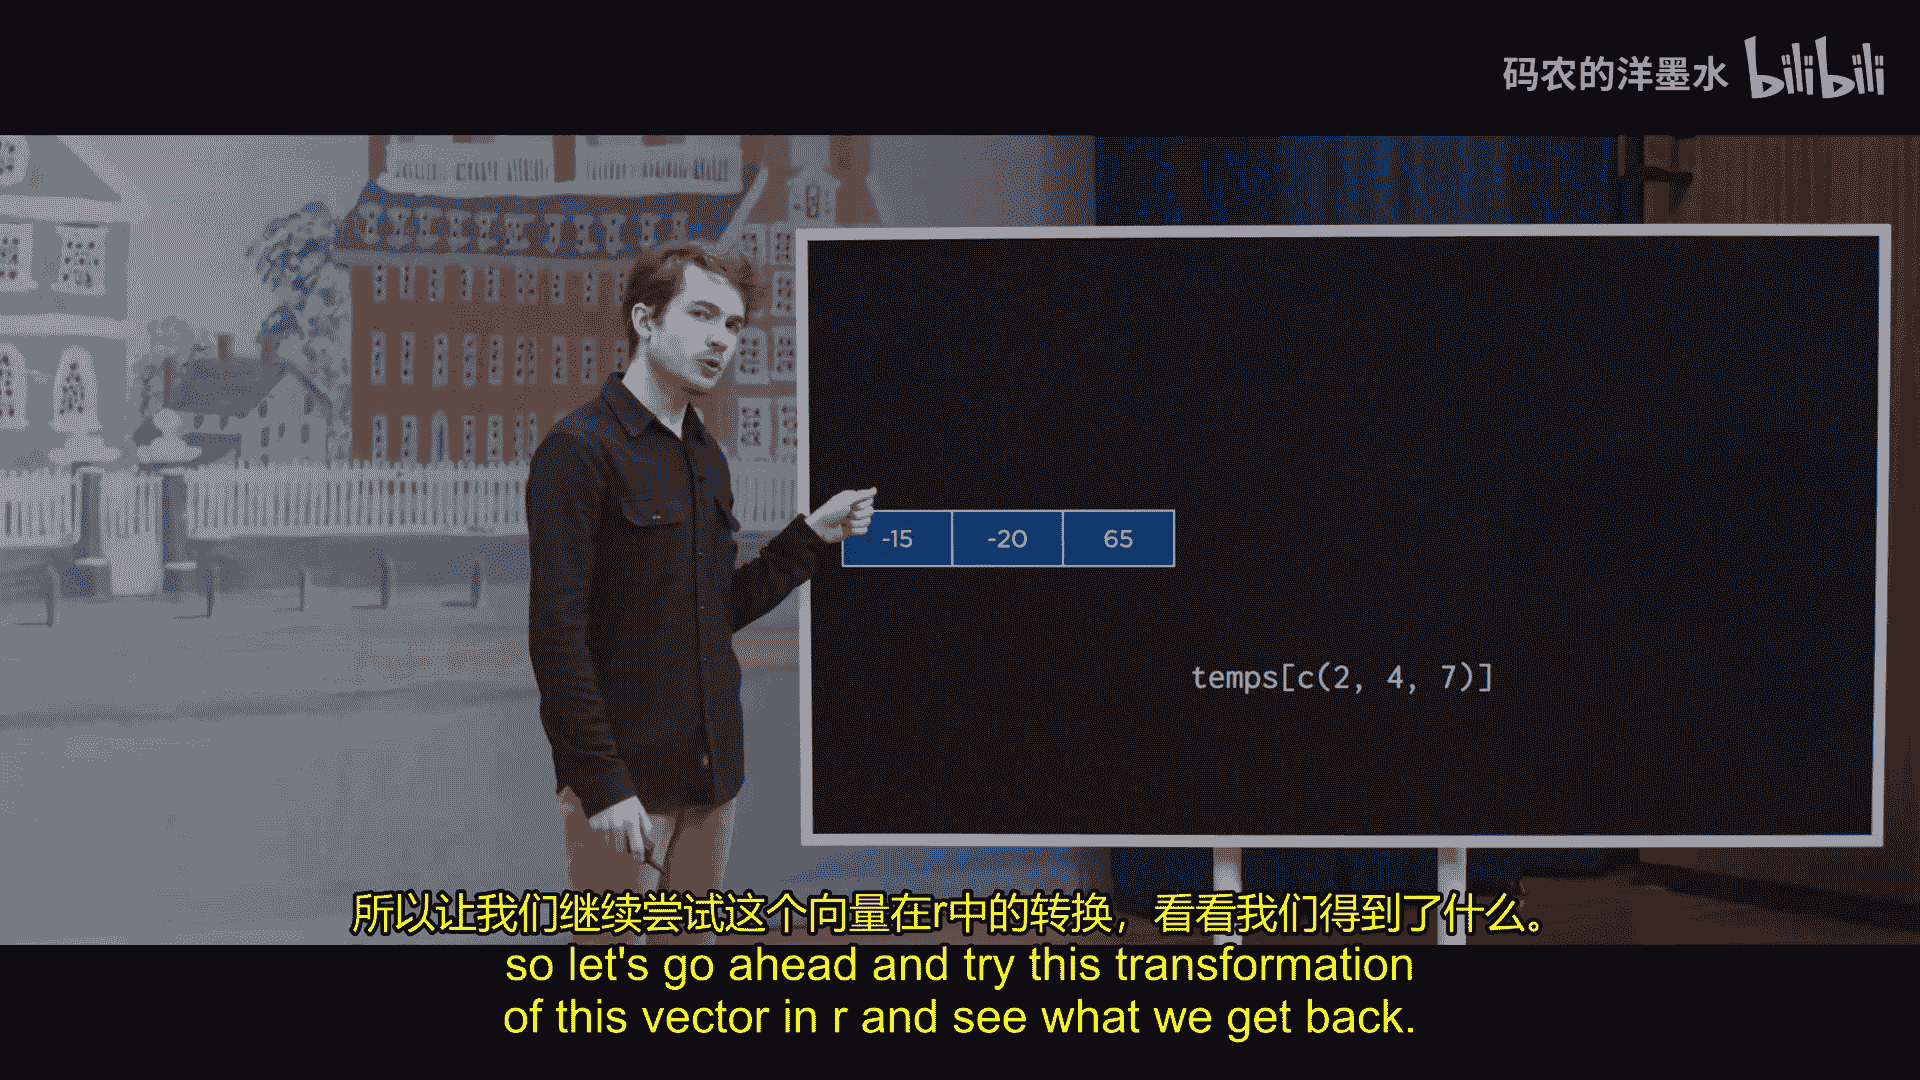 码农的洋墨水 bilibili
-15 -20 65
temps[c(2, 4, 7)]
所以让我们继续尝试这个向量在r中的转换，看看我们得到了什么。
so let's go ahead and try this transformation
of this vector in r and see what we get back.